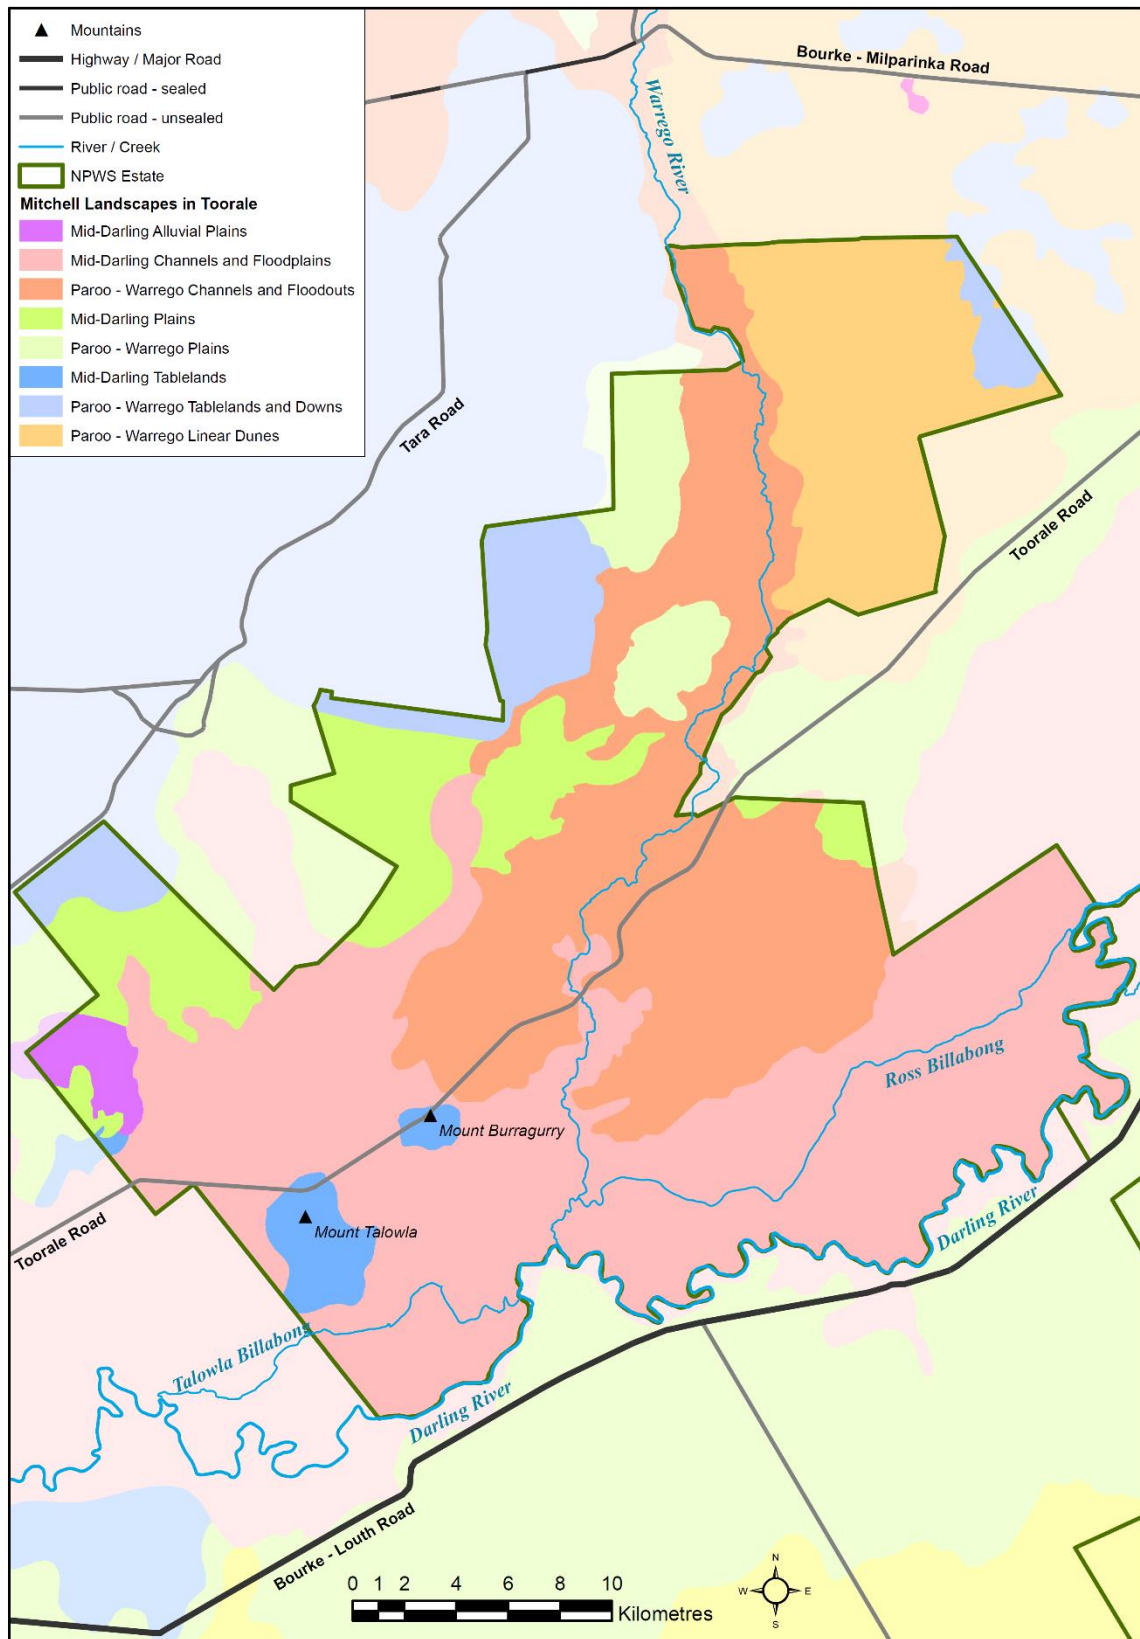 Mountains
Highway / Major Road
Public road - sealed
Public road - unsealed
River / Creek
NPWS Estate
Mitchell Landscapes in Toorale
Mid-Darling Alluvial Plains
Mid-Darling Channels and Floodplains
Paroo - Warrego Channels and Floodouts
Mid-Darling Plains
Paroo - Warrego Plains
Mid-Darling Tablelands
Paroo - Warrego Tablelands and Downs
Paroo - Warrego Linear Dunes
Bourke - Milparinka Road
Warrego River
Tara Road
Toorale Road
Ross Billabong
Mount Burragurry
Mount Talowla
Toorale Road
Darling River
Talowla Billabong
Darling River
Bourke - Louth Road
0 1 2 4 6 8 10
Kilometres
N
W E
S